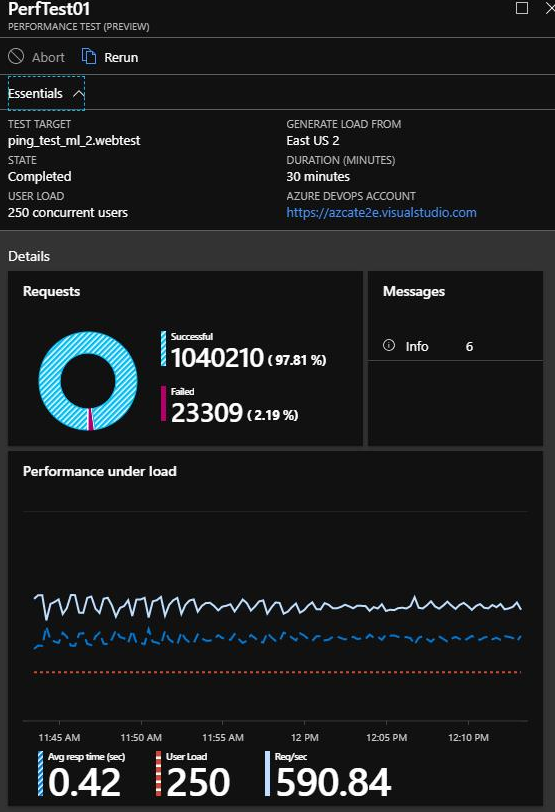 PerfTest01
PERFORMANCE TEST (PREVIEW)
Abort Rerun
Essentials
TEST TARGET
ping_test_ml_2.webtest
GENERATE LOAD FROM
East US 2
STATE
Completed
DURATION (MINUTES)
30 minutes
USER LOAD
250 concurrent users
AZURE DEVOPS ACCOUNT
https://azcate2e.visualstudio.com
Details
Requests
Successful
1040210 ( 97.81 %)
Failed
23309 ( 2.19 %)
Messages
Info 6
Performance under load
11:45 AM 11:50 AM 11:55 AM 12 PM 12:05 PM 12:10 PM
Avg resp time (sec)
0.42
User Load
250
Req/sec
590.84